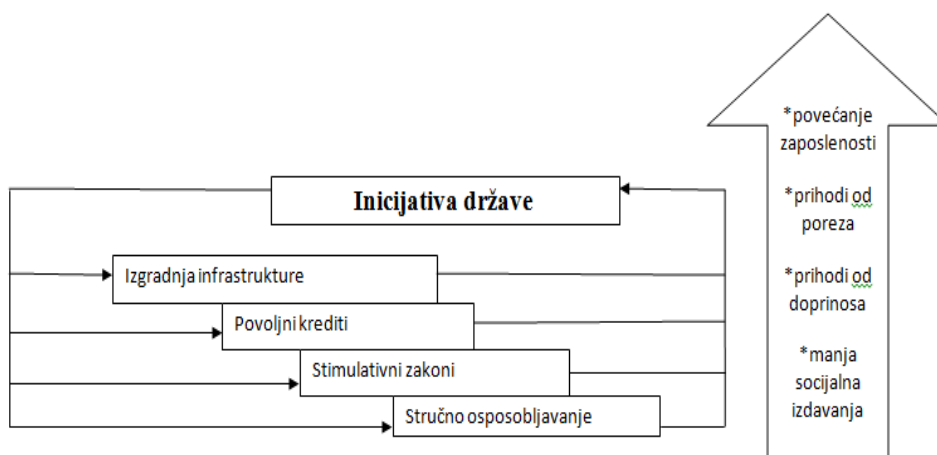 Inicijativa države
Izgradnja infrastrukture
Povoljni krediti
Stimulativni zakoni
Stručno osposobljavanje
*povećanje
zaposlenosti
*prihodi od
poreza
*prihodi od
doprinosa
*manja
socijalna
izdavanja